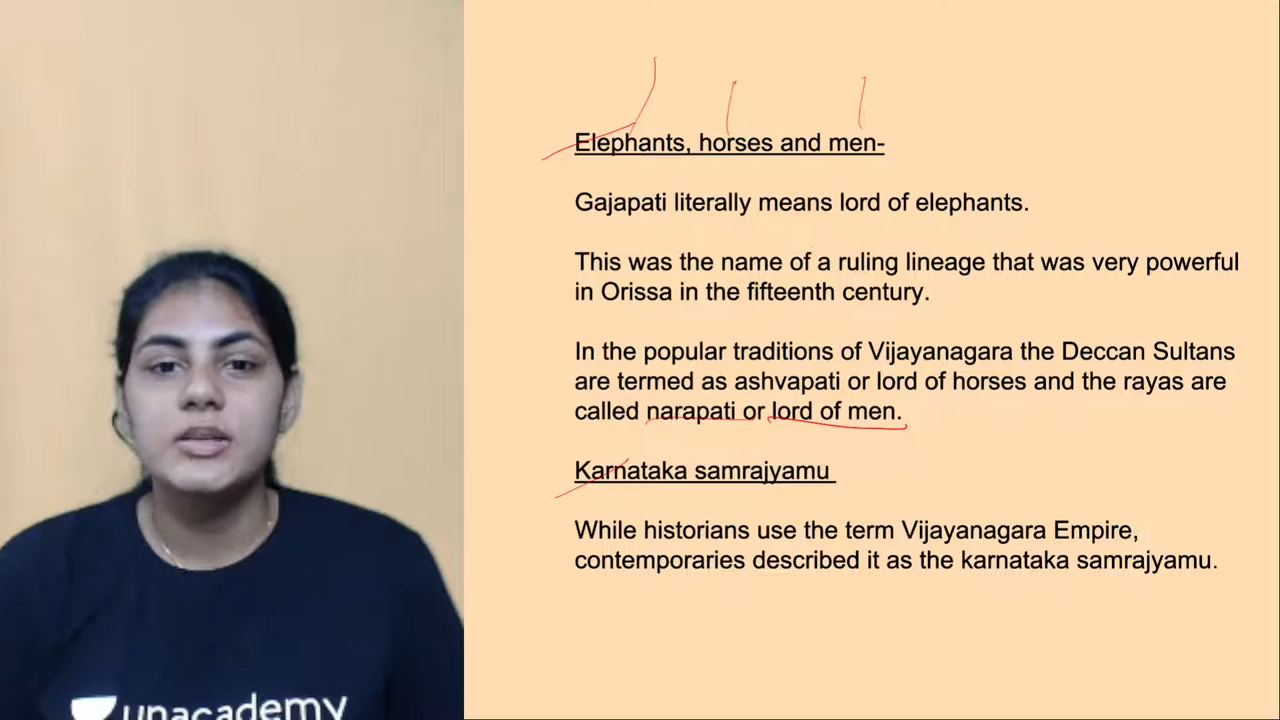 Elephants, horses and men-
Gajapati literally means lord of elephants.
This was the name of a ruling lineage that was very powerful
in Orissa in the fifteenth century.
In the popular traditions of Vijayanagara the Deccan Sultans
are termed as ashvapati or lord of horses and the rayas are
called narapati or lord of men.
Karnataka samrajyamu
While historians use the term Vijayanagara Empire,
contemporaries described it as the karnataka samrajyamu.
unacademy